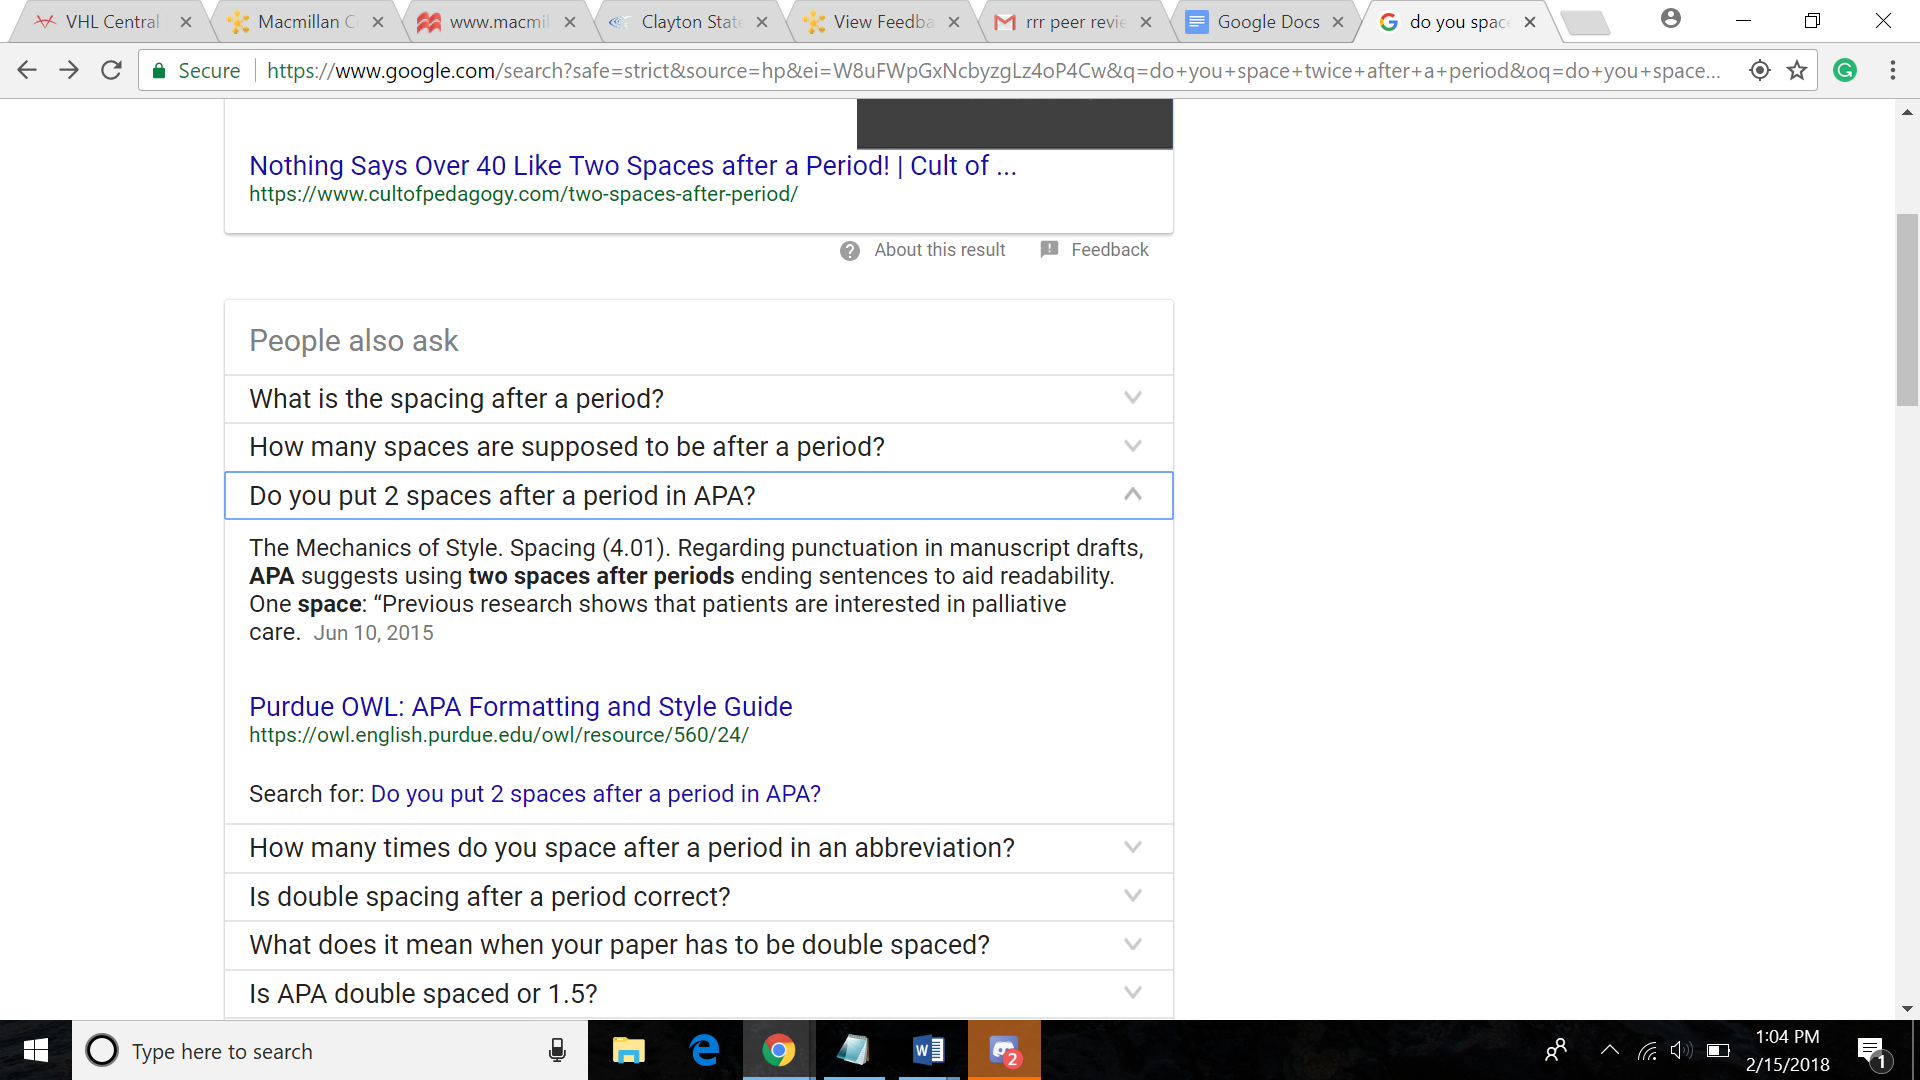 VHL Central
Macmillan C
www.macmil
Clayton State
View Feedba
rrr peer revie
Google Docs
do you space
Secure
https://www.google.com/search?safe=strict&source=hp&ei=W8uFWpGxNcbyzgLz4oP4Cw&q=do+you+space+twice+after+a+period&oq=do+you+space...
Nothing Says Over 40 Like Two Spaces after a Period! | Cult of ...
https://www.cultofpedagogy.com/two-spaces-after-period/
About this result Feedback
People also ask
What is the spacing after a period?
How many spaces are supposed to be after a period?
Do you put 2 spaces after a period in APA?
The Mechanics of Style. Spacing (4.01). Regarding punctuation in manuscript drafts,
APA suggests using two spaces after periods ending sentences to aid readability.
One space: “Previous research shows that patients are interested in palliative
care. Jun 10, 2015
Purdue OWL: APA Formatting and Style Guide
https://owl.english.purdue.edu/owl/resource/560/24/
Search for: Do you put 2 spaces after a period in APA?
How many times do you space after a period in an abbreviation?
Is double spacing after a period correct?
What does it mean when your paper has to be double spaced?
Is APA double spaced or 1.5?
Type here to search
2
1:04 PM
2/15/2018
1